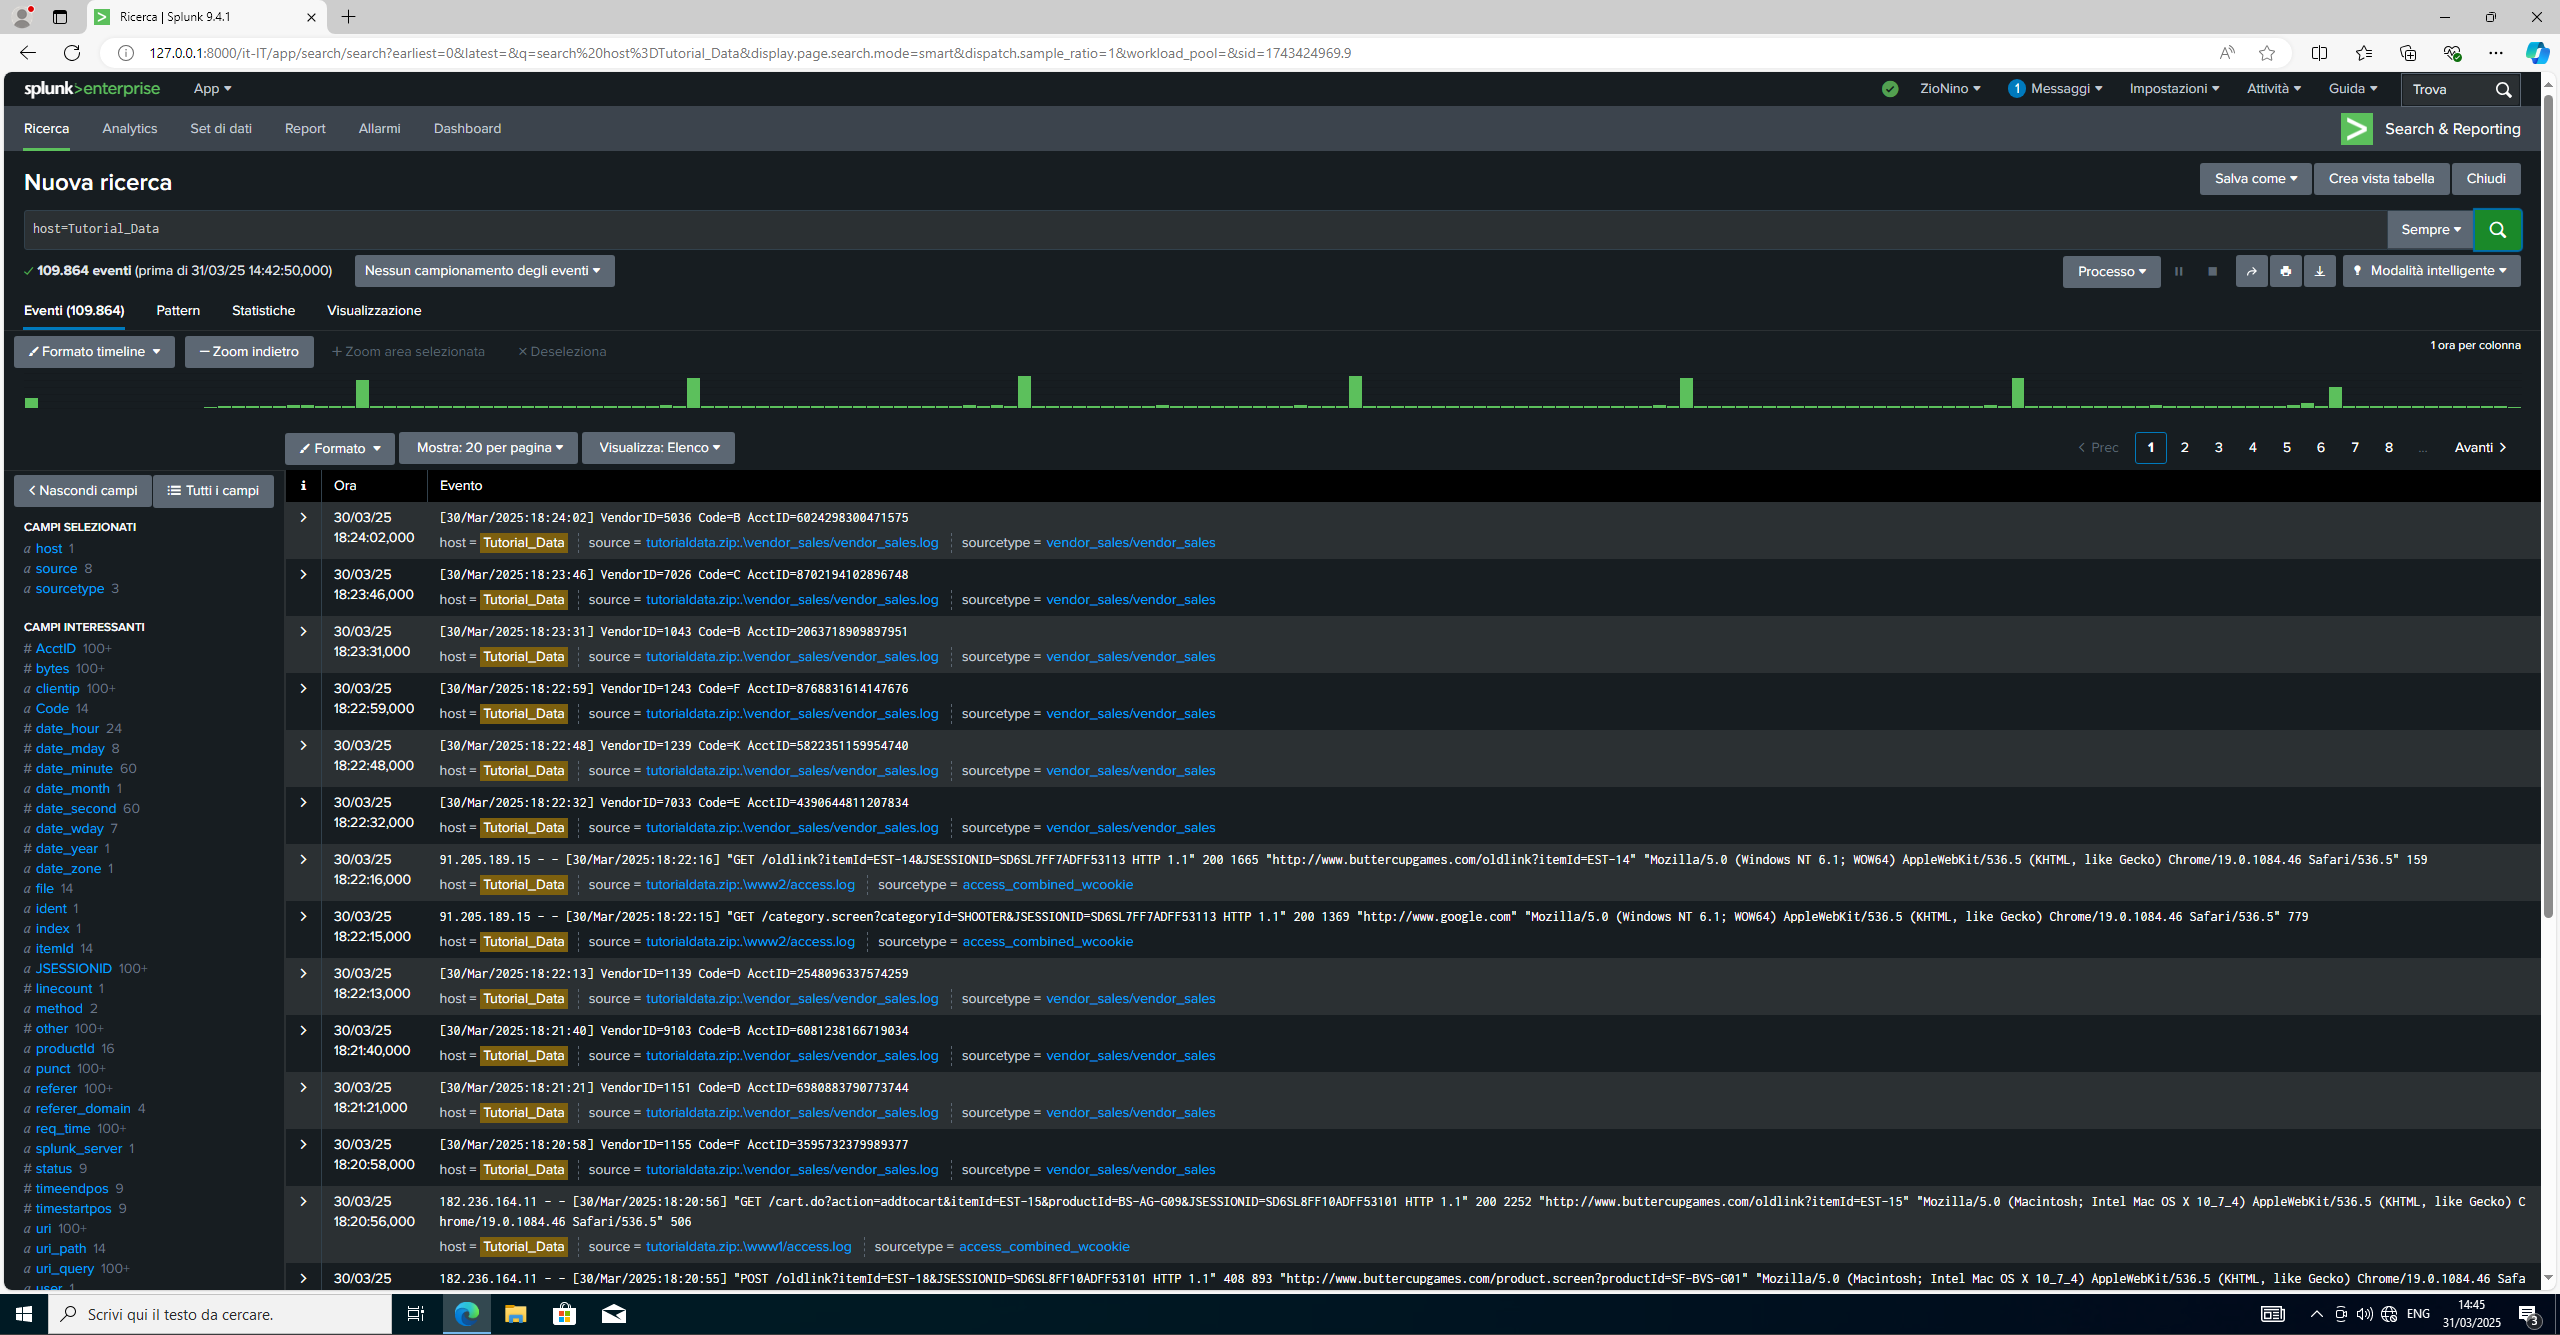 Ricerca | Splunk 9.4.1
127.0.0.1:8000/it-IT/app/search/search?earliest=0&latest=&q=search%20host%3DTutorial_Data&display.page.search.mode=smart&dispatch.sample_ratio=1&workload_pool=&sid=1743424969.9
splunk>enterprise App ZioNino 1 Messaggi Impostazioni Attività Guida Trova
Ricerca Analytics Set di dati Report Allarmi Dashboard Search & Reporting
Nuova ricerca Salva come Crea vista tabella Chiudi
host=Tutorial_Data Sempre
109.864 eventi (prima di 31/03/25 14:42:50,000) Nessun campionamento degli eventi Processo Modalità intelligente
Eventi (109.864) Pattern Statistiche Visualizzazione
Formato timeline − Zoom indietro + Zoom area selezionata × Deseleziona 1 ora per colonna
Formato Mostra: 20 per pagina Visualizza: Elenco < Prec 1 2 3 4 5 6 7 8 ... Avanti >
< Nascondi campi Tutti i campi
CAMPI SELEZIONATI
a host 1
a source 8
a sourcetype 3
CAMPI INTERESSANTI
# AcctID 100+
# bytes 100+
a clientip 100+
a Code 14
# date_hour 24
# date_mday 8
# date_minute 60
a date_month 1
# date_second 60
a date_wday 7
# date_year 1
a date_zone 1
a file 14
a ident 1
a index 1
a itemId 14
a JSESSIONID 100+
# linecount 1
a method 2
# other 100+
a productId 16
a punct 100+
a referer 100+
a referer_domain 4
a req_time 100+
a splunk_server 1
# status 9
# timeendpos 9
# timestartpos 9
a uri 100+
a uri_path 14
a uri_query 100+
a user 1
i Ora Evento
> 30/03/25 [30/Mar/2025:18:24:02] VendorID=5036 Code=B AcctID=6024298300471575
18:24:02,000 host = Tutorial_Data source = tutorialdata.zip:.\vendor_sales/vendor_sales.log sourcetype = vendor_sales/vendor_sales
> 30/03/25 [30/Mar/2025:18:23:46] VendorID=7026 Code=C AcctID=8702194102896748
18:23:46,000 host = Tutorial_Data source = tutorialdata.zip:.\vendor_sales/vendor_sales.log sourcetype = vendor_sales/vendor_sales
> 30/03/25 [30/Mar/2025:18:23:31] VendorID=1043 Code=B AcctID=2063718909897951
18:23:31,000 host = Tutorial_Data source = tutorialdata.zip:.\vendor_sales/vendor_sales.log sourcetype = vendor_sales/vendor_sales
> 30/03/25 [30/Mar/2025:18:22:59] VendorID=1243 Code=F AcctID=8768831614147676
18:22:59,000 host = Tutorial_Data source = tutorialdata.zip:.\vendor_sales/vendor_sales.log sourcetype = vendor_sales/vendor_sales
> 30/03/25 [30/Mar/2025:18:22:48] VendorID=1239 Code=K AcctID=5822351159954740
18:22:48,000 host = Tutorial_Data source = tutorialdata.zip:.\vendor_sales/vendor_sales.log sourcetype = vendor_sales/vendor_sales
> 30/03/25 [30/Mar/2025:18:22:32] VendorID=7033 Code=E AcctID=4390644811207834
18:22:32,000 host = Tutorial_Data source = tutorialdata.zip:.\vendor_sales/vendor_sales.log sourcetype = vendor_sales/vendor_sales
> 30/03/25 91.205.189.15 - - [30/Mar/2025:18:22:16] "GET /oldlink?itemId=EST-14&JSESSIONID=SD6SL7FF7ADFF53113 HTTP 1.1" 200 1665 "http://www.buttercupgames.com/oldlink?itemId=EST-14" "Mozilla/5.0 (Windows NT 6.1; WOW64) AppleWebKit/536.5 (KHTML, like Gecko) Chrome/19.0.1084.46 Safari/536.5" 159
18:22:16,000 host = Tutorial_Data source = tutorialdata.zip:.\www2/access.log sourcetype = access_combined_wcookie
> 30/03/25 91.205.189.15 - - [30/Mar/2025:18:22:15] "GET /category.screen?categoryId=SHOOTER&JSESSIONID=SD6SL7FF7ADFF53113 HTTP 1.1" 200 1369 "http://www.google.com" "Mozilla/5.0 (Windows NT 6.1; WOW64) AppleWebKit/536.5 (KHTML, like Gecko) Chrome/19.0.1084.46 Safari/536.5" 779
18:22:15,000 host = Tutorial_Data source = tutorialdata.zip:.\www2/access.log sourcetype = access_combined_wcookie
> 30/03/25 [30/Mar/2025:18:22:13] VendorID=1139 Code=D AcctID=2548096337574259
18:22:13,000 host = Tutorial_Data source = tutorialdata.zip:.\vendor_sales/vendor_sales.log sourcetype = vendor_sales/vendor_sales
> 30/03/25 [30/Mar/2025:18:21:40] VendorID=9103 Code=B AcctID=6081238166719034
18:21:40,000 host = Tutorial_Data source = tutorialdata.zip:.\vendor_sales/vendor_sales.log sourcetype = vendor_sales/vendor_sales
> 30/03/25 [30/Mar/2025:18:21:21] VendorID=1151 Code=D AcctID=6980883790773744
18:21:21,000 host = Tutorial_Data source = tutorialdata.zip:.\vendor_sales/vendor_sales.log sourcetype = vendor_sales/vendor_sales
> 30/03/25 [30/Mar/2025:18:20:58] VendorID=1155 Code=F AcctID=3595732379989377
18:20:58,000 host = Tutorial_Data source = tutorialdata.zip:.\vendor_sales/vendor_sales.log sourcetype = vendor_sales/vendor_sales
> 30/03/25 182.236.164.11 - - [30/Mar/2025:18:20:56] "GET /cart.do?action=addtocart&itemId=EST-15&productId=BS-AG-G09&JSESSIONID=SD6SL8FF10ADFF53101 HTTP 1.1" 200 2252 "http://www.buttercupgames.com/oldlink?itemId=EST-15" "Mozilla/5.0 (Macintosh; Intel Mac OS X 10_7_4) AppleWebKit/536.5 (KHTML, like Gecko) C
18:20:56,000 hrome/19.0.1084.46 Safari/536.5" 506
host = Tutorial_Data source = tutorialdata.zip:.\www1/access.log sourcetype = access_combined_wcookie
> 30/03/25 182.236.164.11 - - [30/Mar/2025:18:20:55] "POST /oldlink?itemId=EST-18&JSESSIONID=SD6SL8FF10ADFF53101 HTTP 1.1" 408 893 "http://www.buttercupgames.com/product.screen?productId=SF-BVS-G01" "Mozilla/5.0 (Macintosh; Intel Mac OS X 10_7_4) AppleWebKit/536.5 (KHTML, like Gecko) Chrome/19.0.1084.46 Safa
Scrivi qui il testo da cercare. ENG 14:45
31/03/2025 3